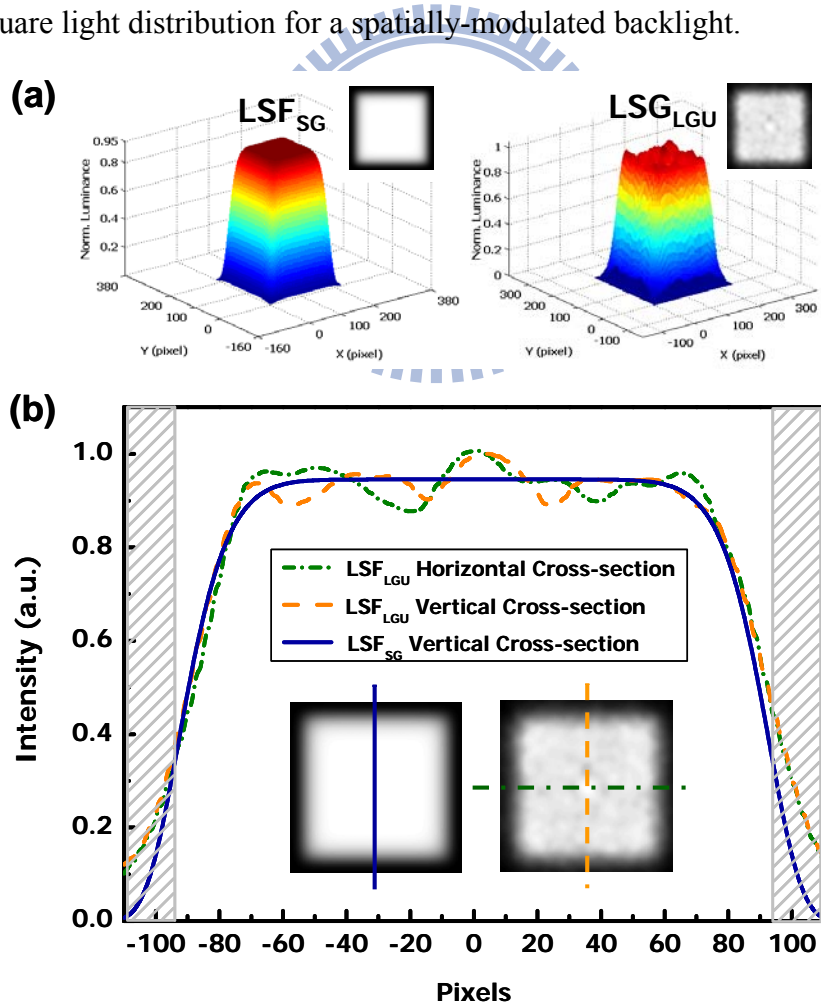 uare light distribution for a spatially-modulated backlight.
(a)
LSF_SG
0.95
0.8
0.6
0.4
0.2
Norm. Luminance
380
200
100
0
-160
Y (pixel)
-160
0
100
200
380
X (pixel)
LSG_LGU
1
0.8
0.6
0.4
0.2
0
Norm. Luminance
300
200
100
0
-100
Y (pixel)
-100
0
100
200
300
X (pixel)
(b)
1.0
0.8
0.6
0.4
0.2
0.0
Intensity (a.u.)
LSF_LGU Horizontal Cross-section
LSF_LGU Vertical Cross-section
LSF_SG Vertical Cross-section
-100 -80 -60 -40 -20 0 20 40 60 80 100
Pixels